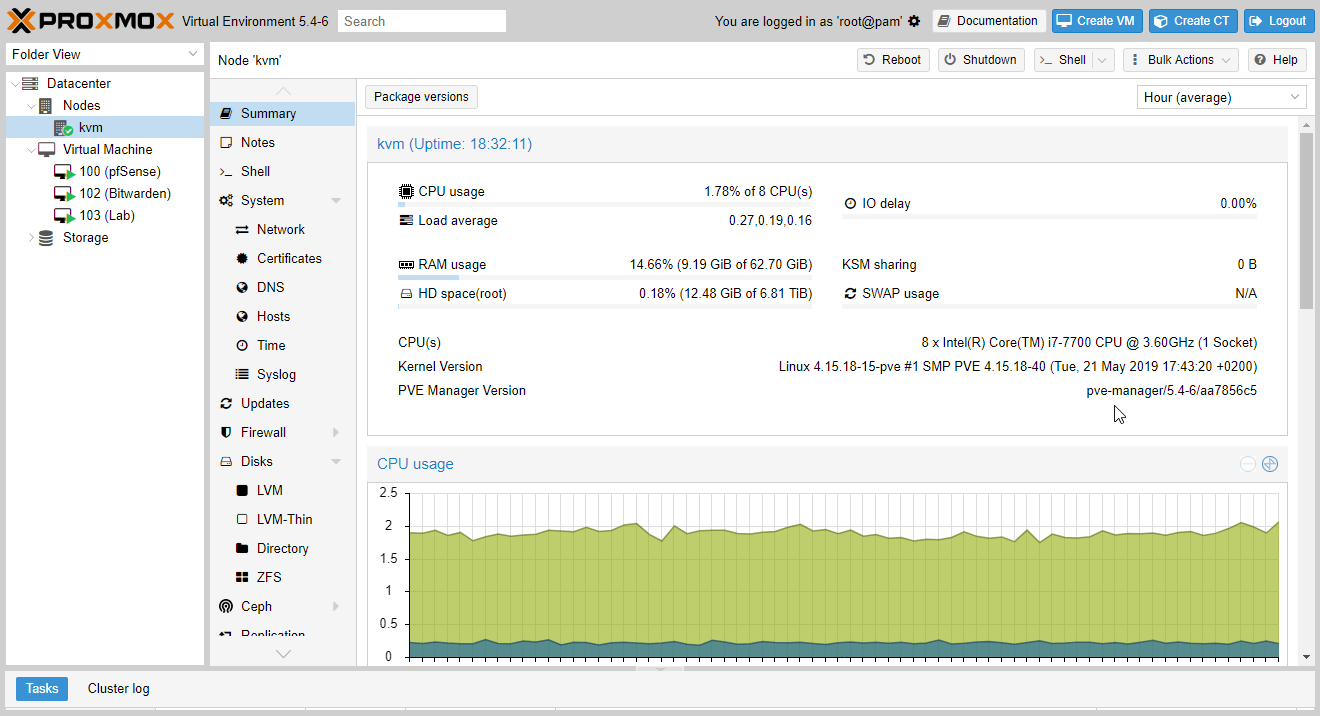 PROXMOX Virtual Environment 5.4-6 Search You are logged in as 'root@pam' Documentation Create VM Create CT Logout
Folder View
Datacenter
Nodes
kvm
Virtual Machine
100 (pfSense)
102 (Bitwarden)
103 (Lab)
Storage
Node 'kvm' Reboot Shutdown >_ Shell Bulk Actions Help
Summary
Notes
>_ Shell
System
Network
Certificates
DNS
Hosts
Time
Syslog
Updates
Firewall
Disks
LVM
LVM-Thin
Directory
ZFS
Ceph
Replication
Package versions Hour (average)
kvm (Uptime: 18:32:11)
CPU usage 1.78% of 8 CPU(s)
Load average 0.27,0.19,0.16
IO delay 0.00%
RAM usage 14.66% (9.19 GiB of 62.70 GiB)
HD space(root) 0.18% (12.48 GiB of 6.81 TiB)
KSM sharing 0 B
SWAP usage N/A
CPU(s) 8 x Intel(R) Core(TM) i7-7700 CPU @ 3.60GHz (1 Socket)
Kernel Version Linux 4.15.18-15-pve #1 SMP PVE 4.15.18-40 (Tue, 21 May 2019 17:43:20 +0200)
PVE Manager Version pve-manager/5.4-6/aa7856c5
CPU usage
2.5
2
1.5
1
0.5
0
Tasks Cluster log